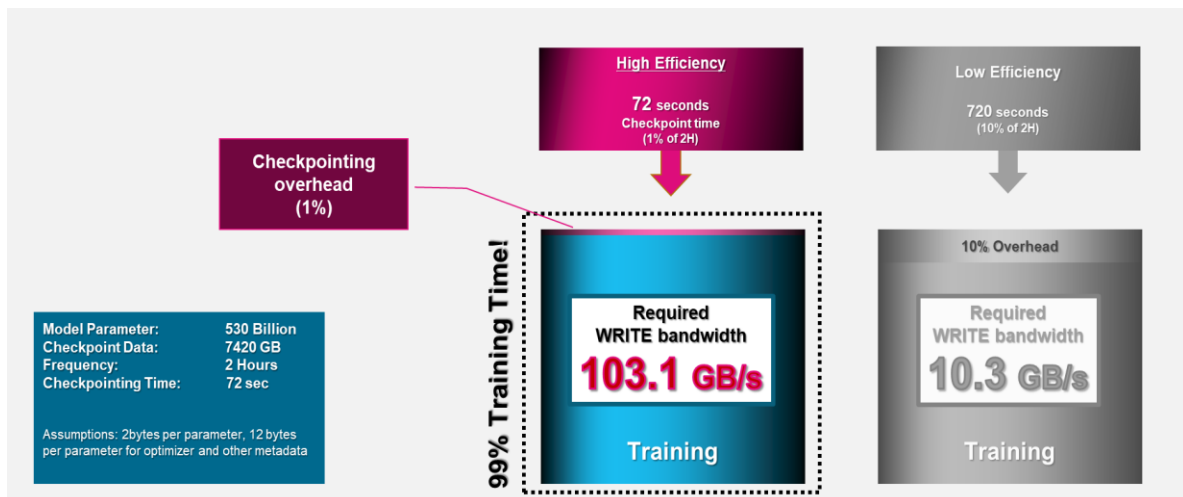 High Efficiency
72 seconds
Checkpoint time
(1% of 2H)
Low Efficiency
720 seconds
(10% of 2H)
Checkpointing
overhead
(1%)
99% Training Time!
Required
WRITE bandwidth
103.1 GB/s
Training
10% Overhead
Required
WRITE bandwidth
10.3 GB/s
Training
Model Parameter: 530 Billion
Checkpoint Data: 7420 GB
Frequency: 2 Hours
Checkpointing Time: 72 sec
Assumptions: 2bytes per parameter, 12 bytes
per parameter for optimizer and other metadata